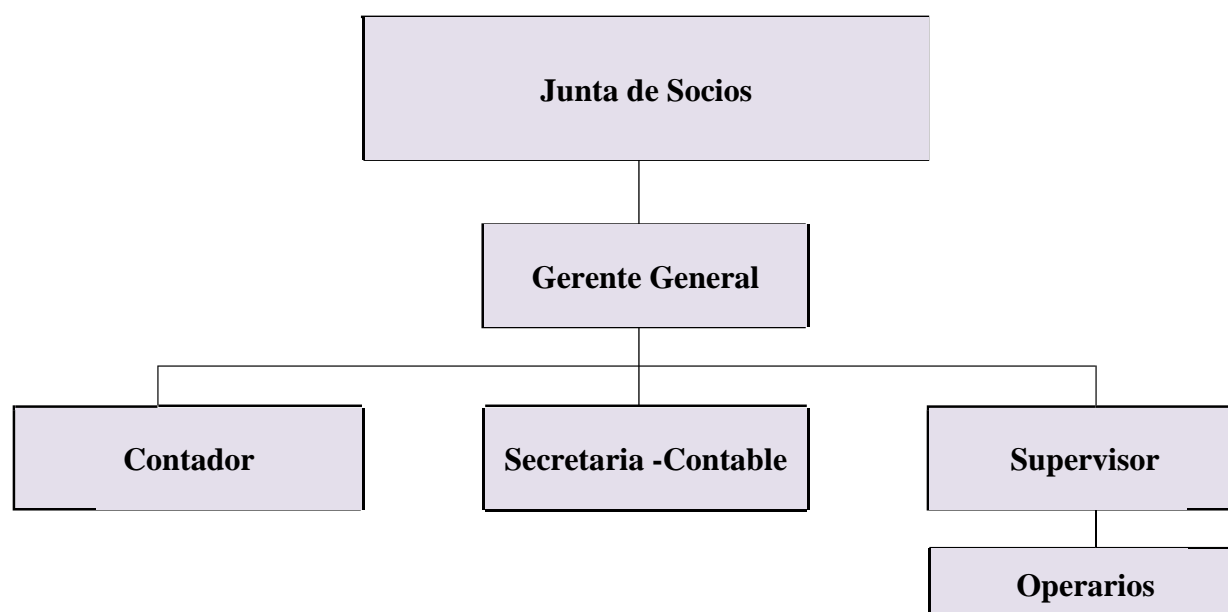 Junta de Socios
Gerente General
Contador
Secretaria -Contable
Supervisor
Operarios